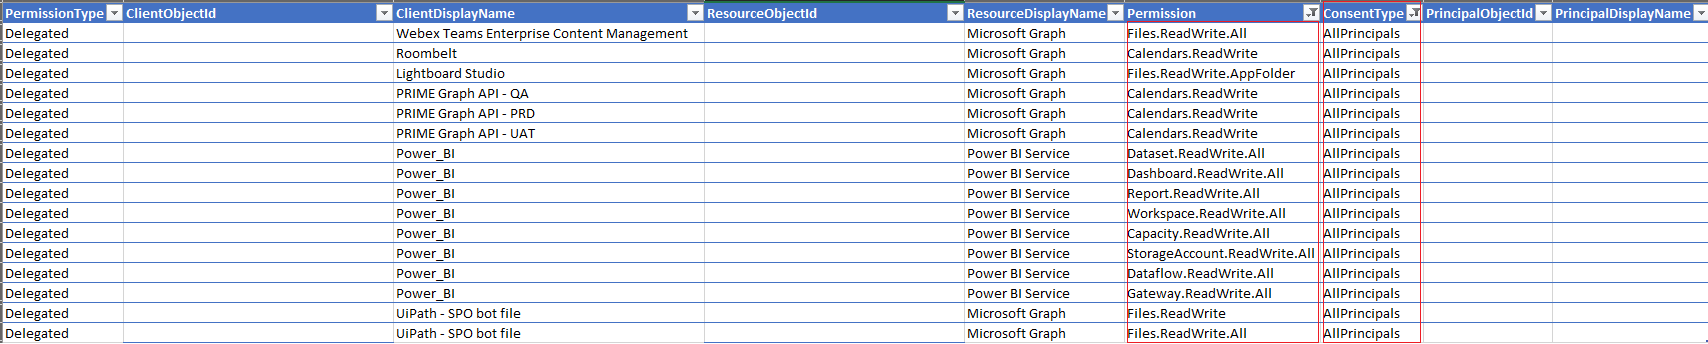 PermissionType ClientObjectId ClientDisplayName ResourceObjectId ResourceDisplayName Permission ConsentType PrincipalObjectId PrincipalDisplayName
Delegated Webex Teams Enterprise Content Management Microsoft Graph Files.ReadWrite.All AllPrincipals
Delegated Roombelt Microsoft Graph Calendars.ReadWrite AllPrincipals
Delegated Lightboard Studio Microsoft Graph Files.ReadWrite.AppFolder AllPrincipals
Delegated PRIME Graph API - QA Microsoft Graph Calendars.ReadWrite AllPrincipals
Delegated PRIME Graph API - PRD Microsoft Graph Calendars.ReadWrite AllPrincipals
Delegated PRIME Graph API - UAT Microsoft Graph Calendars.ReadWrite AllPrincipals
Delegated Power_BI Power BI Service Dataset.ReadWrite.All AllPrincipals
Delegated Power_BI Power BI Service Dashboard.ReadWrite.All AllPrincipals
Delegated Power_BI Power BI Service Report.ReadWrite.All AllPrincipals
Delegated Power_BI Power BI Service Workspace.ReadWrite.All AllPrincipals
Delegated Power_BI Power BI Service Capacity.ReadWrite.All AllPrincipals
Delegated Power_BI Power BI Service StorageAccount.ReadWrite.All AllPrincipals
Delegated Power_BI Power BI Service Dataflow.ReadWrite.All AllPrincipals
Delegated Power_BI Power BI Service Gateway.ReadWrite.All AllPrincipals
Delegated UiPath - SPO bot file Microsoft Graph Files.ReadWrite AllPrincipals
Delegated UiPath - SPO bot file Microsoft Graph Files.ReadWrite.All AllPrincipals